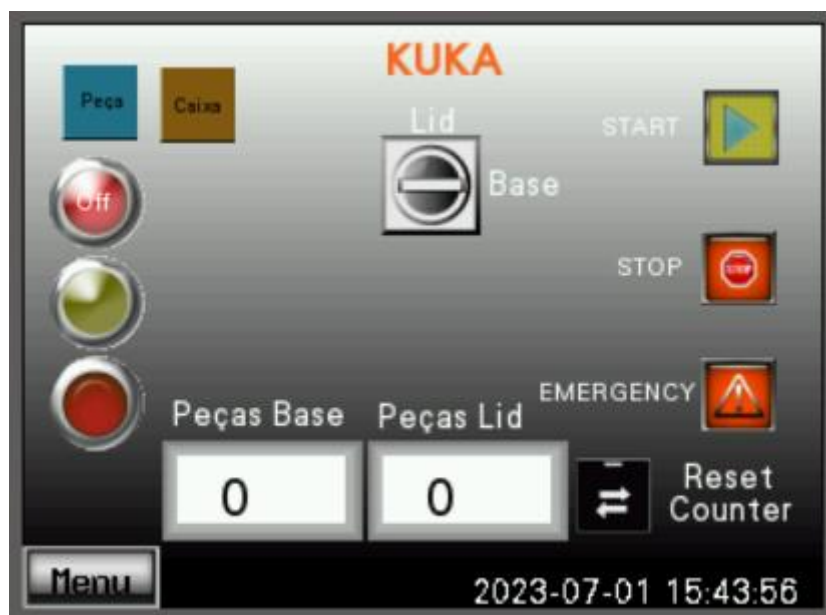 KUKA
Peça
Caixa
Lid
Base
START
Off
STOP
STOP
EMERGENCY
Peças Base
Peças Lid
0
0
Reset
Counter
Menu
2023-07-01 15:43:56